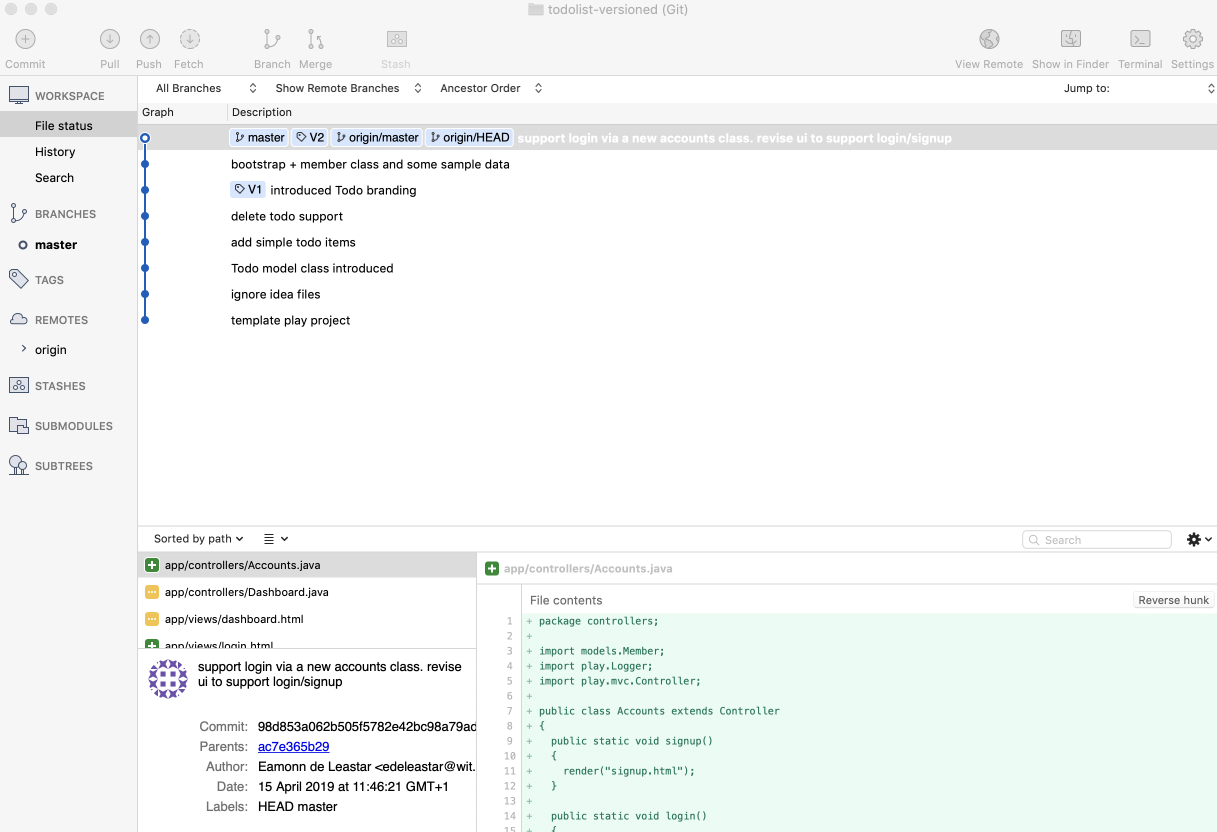 todolist-versioned (Git)
Commit Pull Push Fetch Branch Merge Stash View Remote Show in Finder Terminal Settings
WORKSPACE
File status
History
Search
BRANCHES
master
TAGS
REMOTES
origin
STASHES
SUBMODULES
SUBTREES
All Branches Show Remote Branches Ancestor Order Jump to:
Graph Description
master V2 origin/master origin/HEAD support login via a new accounts class. revise ui to support login/signup
bootstrap + member class and some sample data
V1 introduced Todo branding
delete todo support
add simple todo items
Todo model class introduced
ignore idea files
template play project
Sorted by path Search
app/controllers/Accounts.java
app/controllers/Dashboard.java
app/views/dashboard.html
app/views/login.html
support login via a new accounts class. revise
ui to support login/signup
Commit: 98d853a062b505f5782e42bc98a79ad
Parents: ac7e365b29
Author: Eamonn de Leastar <edeleastar@wit.
Date: 15 April 2019 at 11:46:21 GMT+1
Labels: HEAD master
app/controllers/Accounts.java
File contents Reverse hunk
1 + package controllers;
2 +
3 + import models.Member;
4 + import play.Logger;
5 + import play.mvc.Controller;
6 +
7 + public class Accounts extends Controller
8 + {
9 + public static void signup()
10 + {
11 + render("signup.html");
12 + }
13 +
14 + public static void login()
15 + {